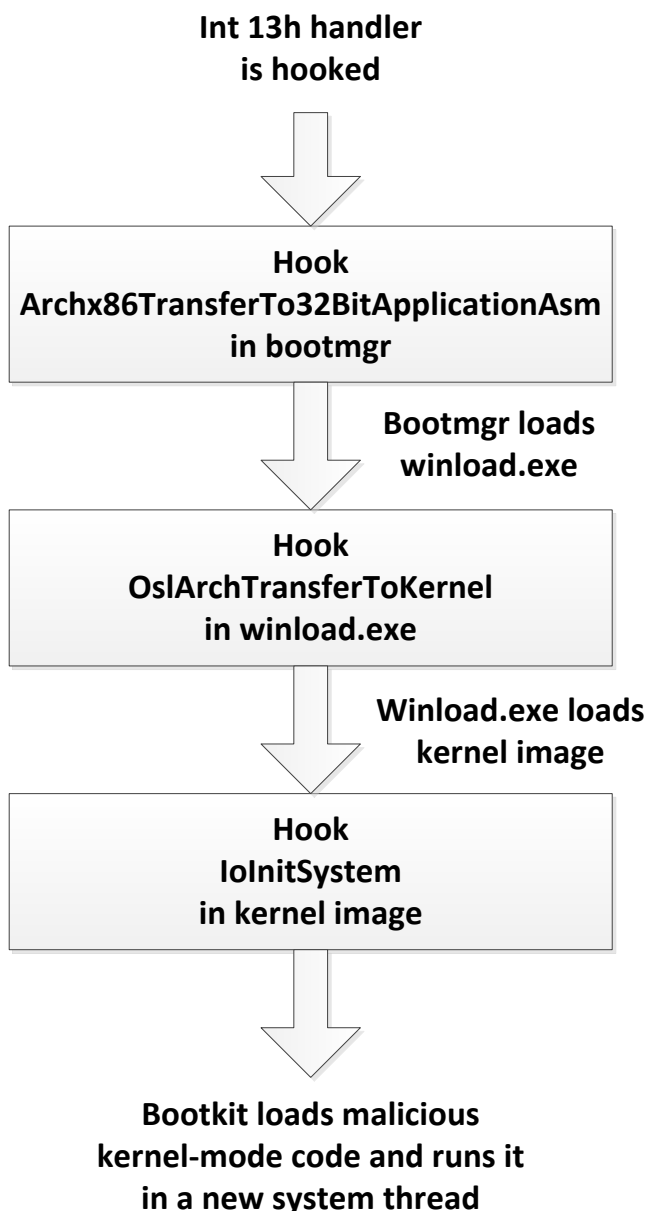 Int 13h handler
is hooked
Hook
Archx86TransferTo32BitApplicationAsm
in bootmgr
Bootmgr loads
winload.exe
Hook
OslArchTransferToKernel
in winload.exe
Winload.exe loads
kernel image
Hook
IoInitSystem
in kernel image
Bootkit loads malicious
kernel-mode code and runs it
in a new system thread